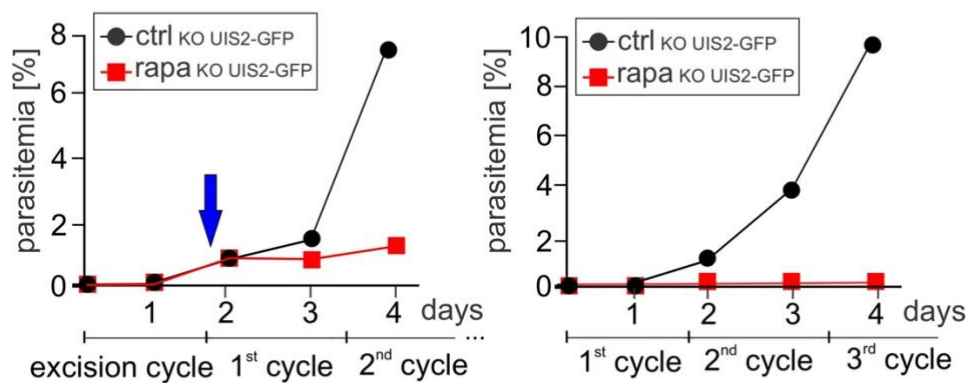 parasitemia [%]
8
6
4
2
0
ctrl KO UIS2-GFP
rapa KO UIS2-GFP
1 2 3 4 days
excision cycle 1st cycle 2nd cycle ...
parasitemia [%]
10
8
6
4
2
0
ctrl KO UIS2-GFP
rapa KO UIS2-GFP
1 2 3 4 days
1st cycle 2nd cycle 3rd cycle